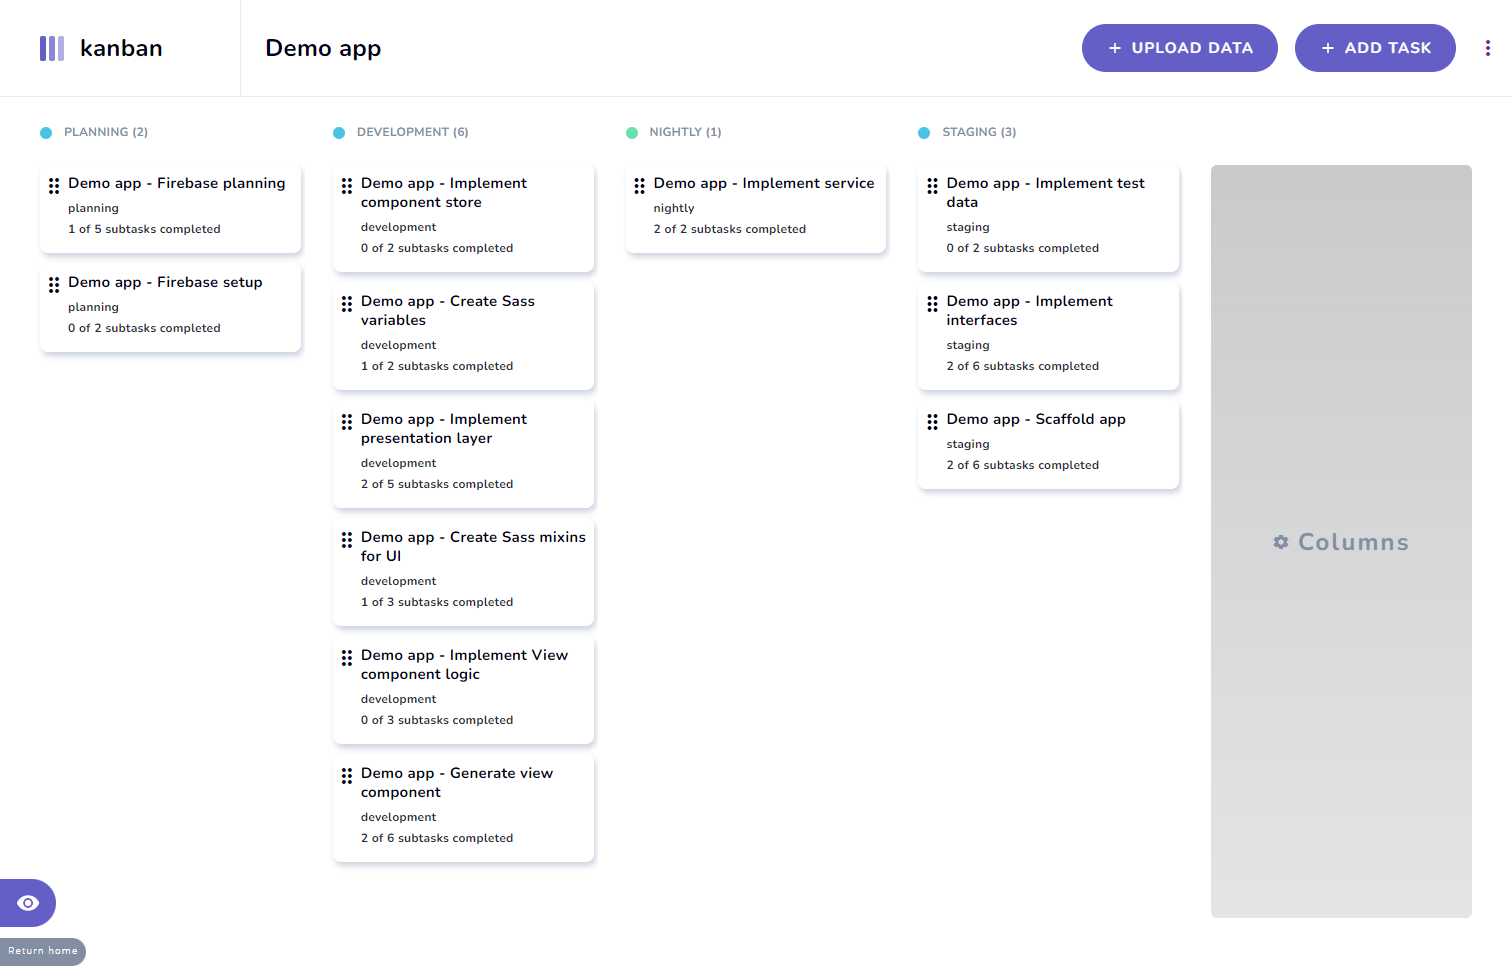 kanban
Demo app
+ UPLOAD DATA
+ ADD TASK
PLANNING (2)
Demo app - Firebase planning
planning
1 of 5 subtasks completed
Demo app - Firebase setup
planning
0 of 2 subtasks completed
DEVELOPMENT (6)
Demo app - Implement
component store
development
0 of 2 subtasks completed
Demo app - Create Sass
variables
development
1 of 2 subtasks completed
Demo app - Implement
presentation layer
development
2 of 5 subtasks completed
Demo app - Create Sass mixins
for UI
development
1 of 3 subtasks completed
Demo app - Implement View
component logic
development
0 of 3 subtasks completed
Demo app - Generate view
component
development
2 of 6 subtasks completed
NIGHTLY (1)
Demo app - Implement service
nightly
2 of 2 subtasks completed
STAGING (3)
Demo app - Implement test
data
staging
0 of 2 subtasks completed
Demo app - Implement
interfaces
staging
2 of 6 subtasks completed
Demo app - Scaffold app
staging
2 of 6 subtasks completed
Columns
Return home